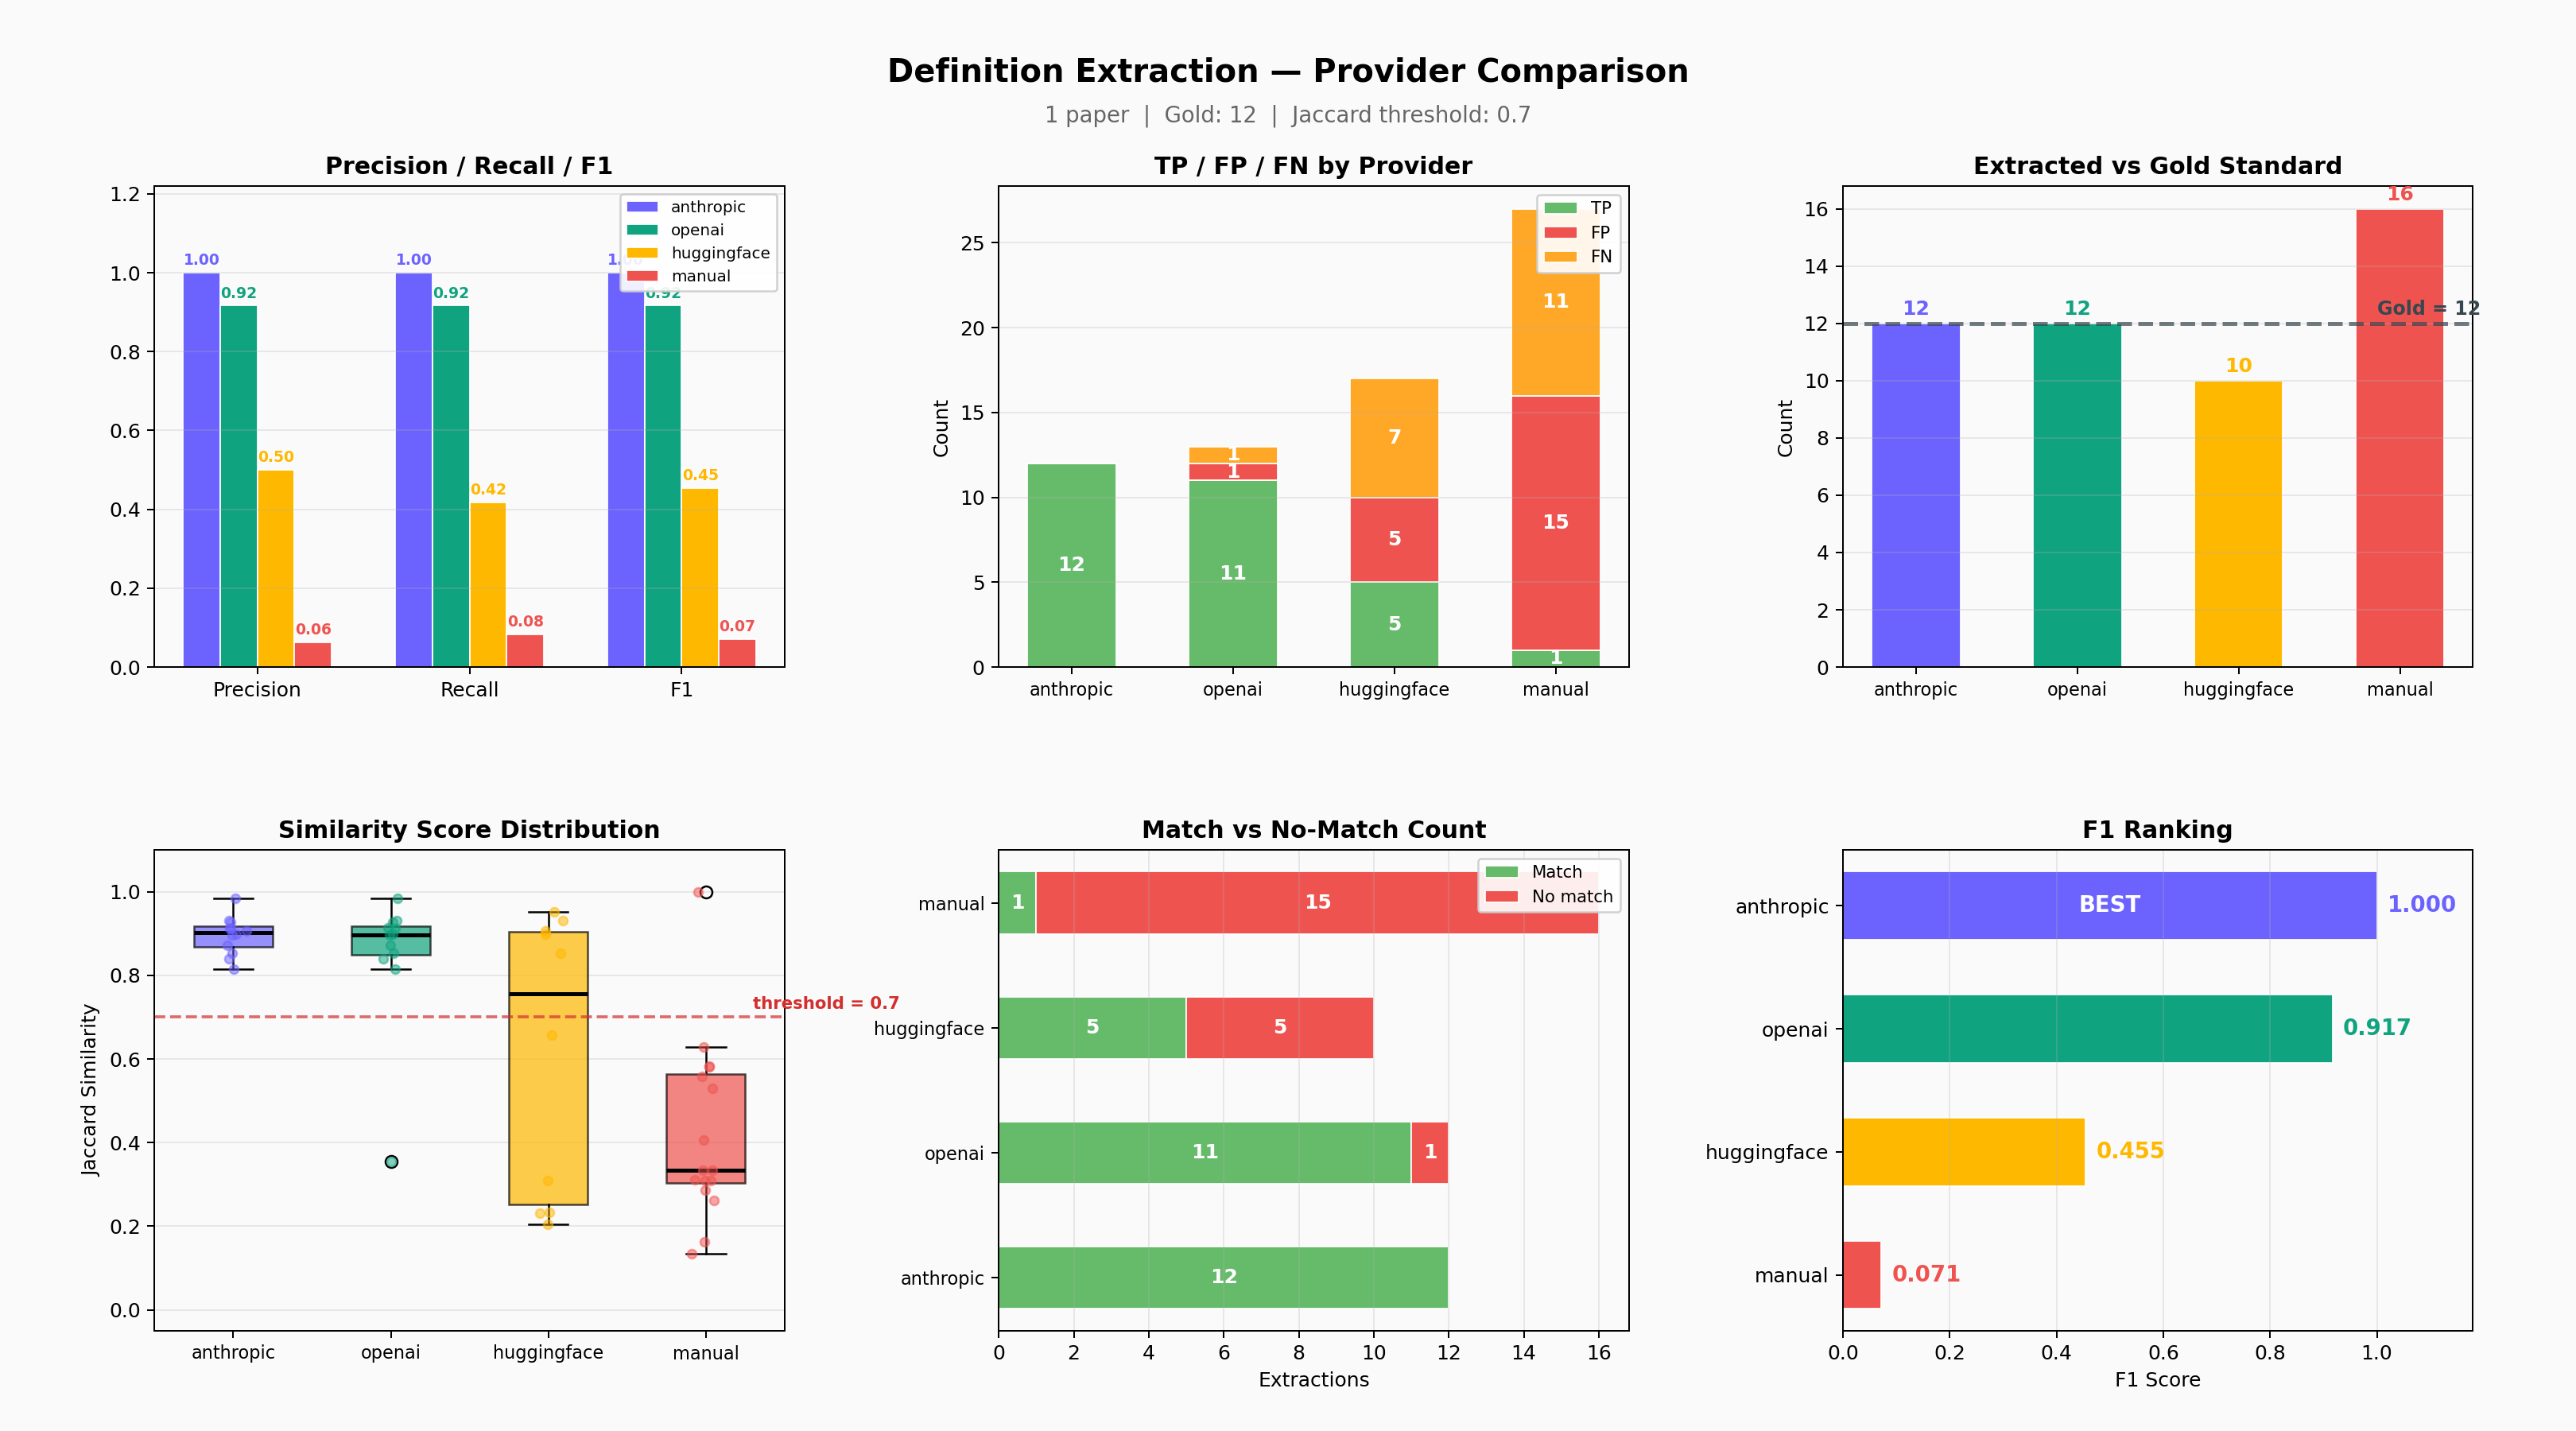 Definition Extraction — Provider Comparison
1 paper | Gold: 12 | Jaccard threshold: 0.7
Precision / Recall / F1
1.2
1.0
0.8
0.6
0.4
0.2
0.0
1.00
0.92
0.50
0.06
1.00
0.92
0.42
0.08
0.92
0.45
0.07
anthropic
openai
huggingface
manual
Precision
Recall
F1
TP / FP / FN by Provider
Count
25
20
15
10
5
0
12
1
1
11
7
5
5
11
15
1
TP
FP
FN
anthropic
openai
huggingface
manual
Extracted vs Gold Standard
Count
16
14
12
10
8
6
4
2
0
12
12
10
16
Gold = 12
anthropic
openai
huggingface
manual
Similarity Score Distribution
Jaccard Similarity
1.0
0.8
0.6
0.4
0.2
0.0
threshold = 0.7
anthropic
openai
huggingface
manual
Match vs No-Match Count
Match
No match
manual
1
15
huggingface
5
5
openai
11
1
anthropic
12
0
2
4
6
8
10
12
14
16
Extractions
F1 Ranking
anthropic
BEST
1.000
openai
0.917
huggingface
0.455
manual
0.071
0.0
0.2
0.4
0.6
0.8
1.0
F1 Score